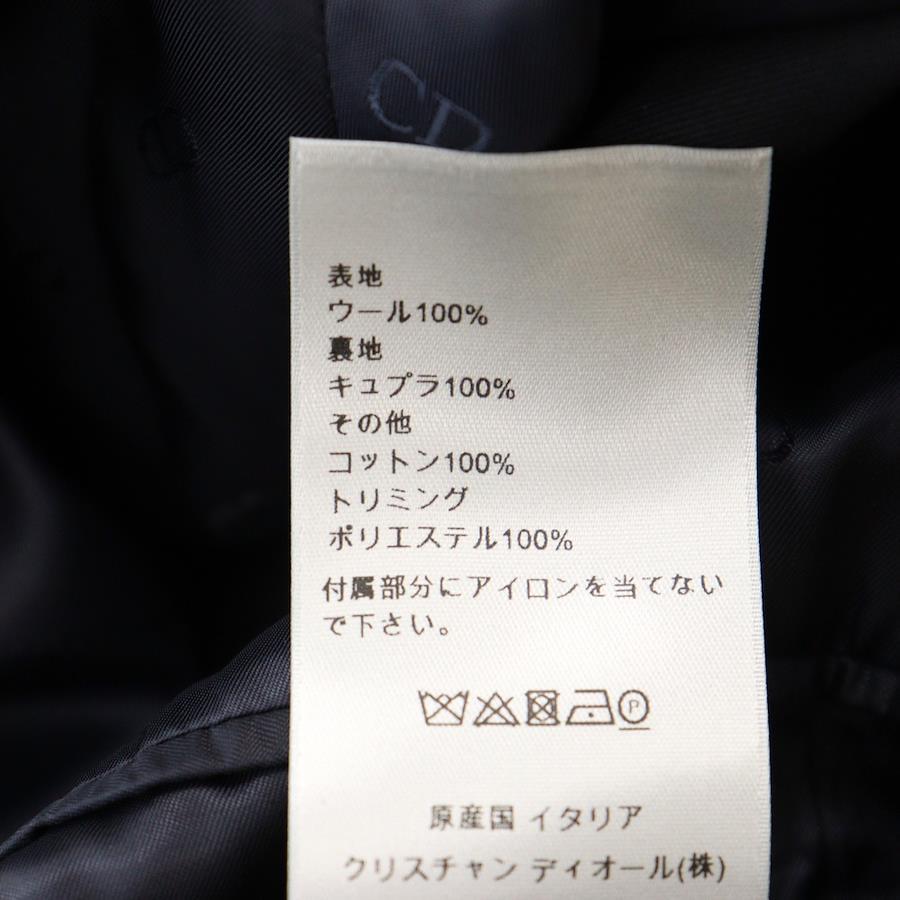 CD
表地
ウール100%
裏地
キュプラ100%
その他
コットン100%
トリミング
ポリエステル100%
付属部分にアイロンを当てない
で下さい。
P
原産国 イタリア
クリスチャン ディオール(株)